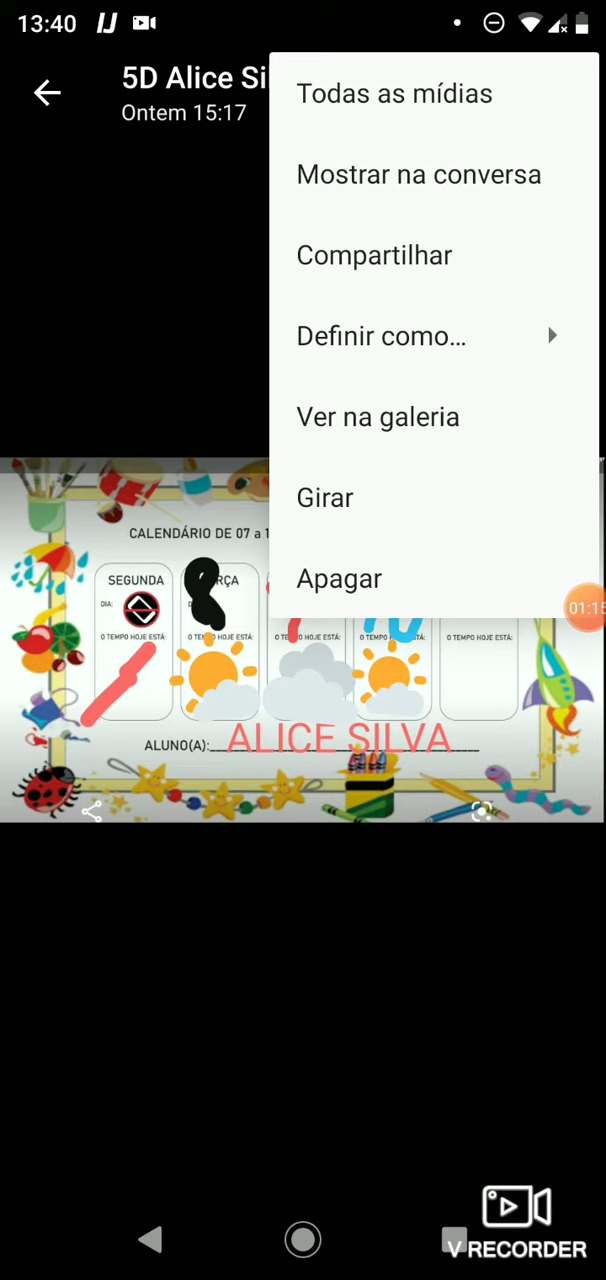 13:40
5D Alice Sil
Ontem 15:17
Todas as mídias
Mostrar na conversa
Compartilhar
Definir como...
Ver na galeria
Girar
Apagar
01:15
CALENDÁRIO DE 07 a 1
SEGUNDA RÇA
DIA:
O TEMPO HOJE ESTÁ: O TEMPO HOJE ESTÁ: O TEMPO HOJE ESTÁ: O TEMPO HOJE ESTÁ: O TEMPO HOJE ESTÁ:
ALUNO(A): ALICE SILVA
V RECORDER